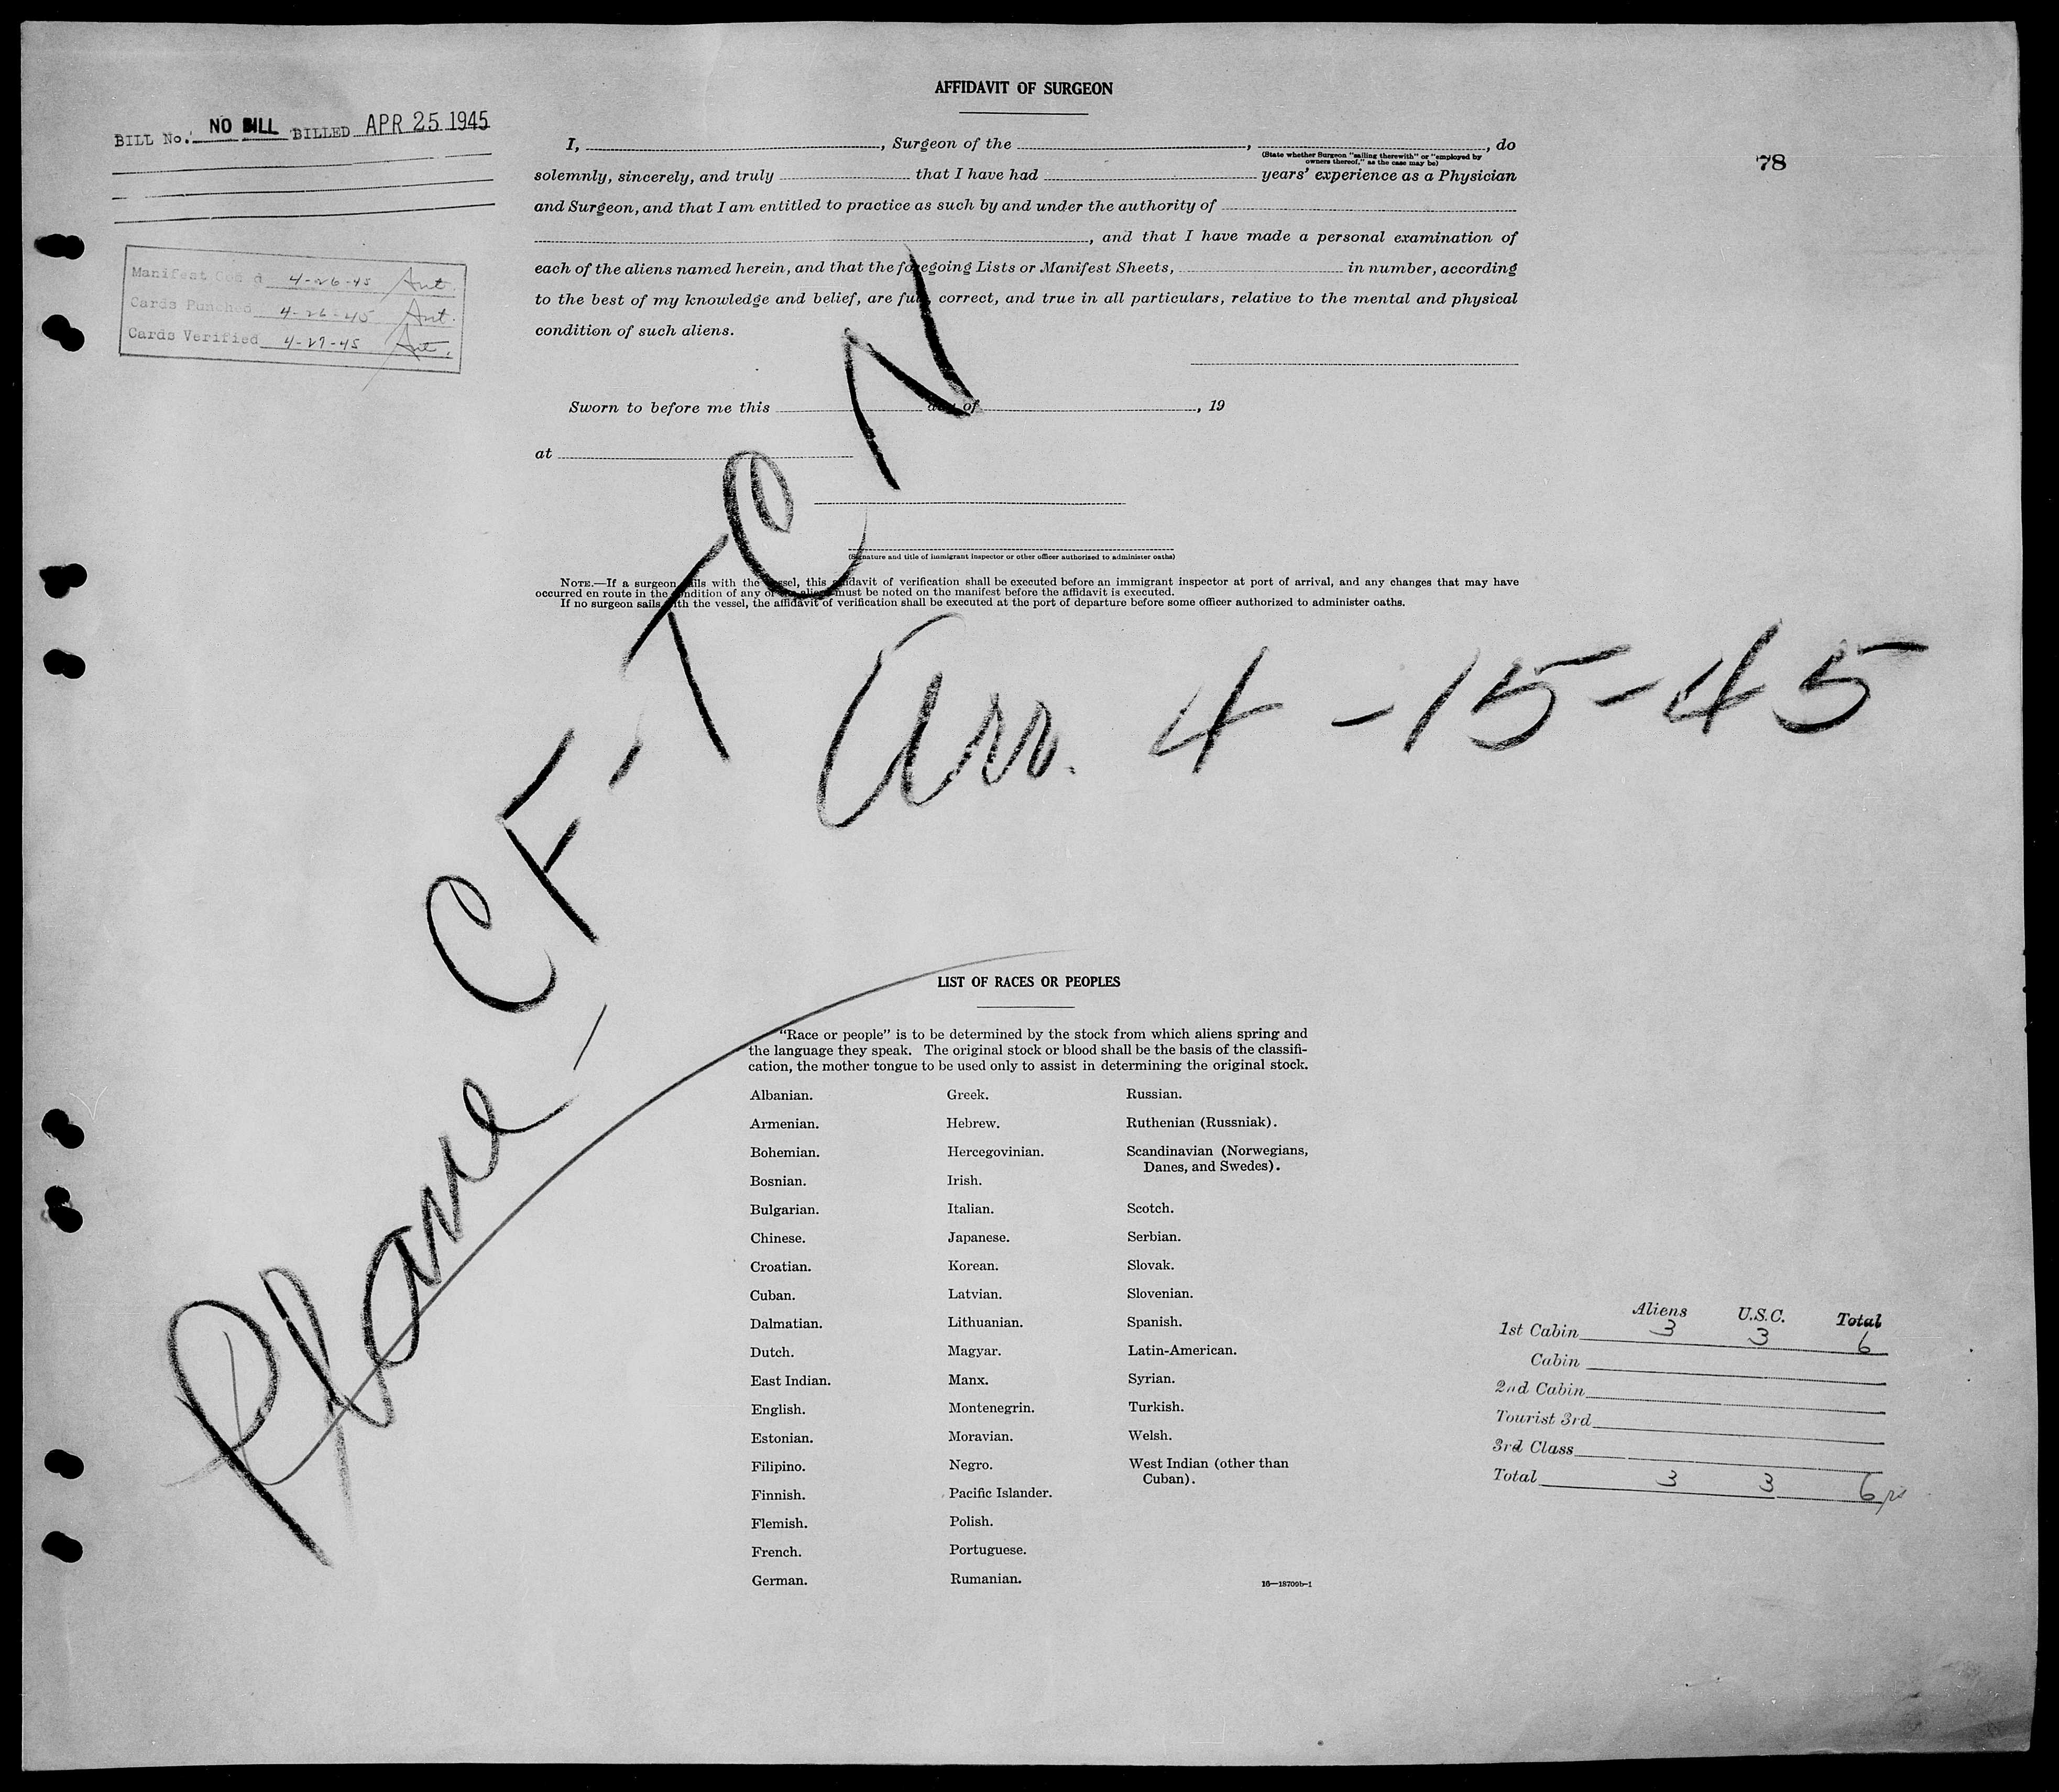 AFFIDAVIT OF SURGEON
BILL No. NO BILL BILLED APR 25 1945
78
I, , Surgeon of the , , do
(State whether Surgeon "sailing therewith" or "employed by
owners thereof," as the case may be)
solemnly, sincerely, and truly that I have had years' experience as a Physician
and Surgeon, and that I am entitled to practice as such by and under the authority of
, and that I have made a personal examination of
each of the aliens named herein, and that the foregoing Lists or Manifest Sheets, in number, according
to the best of my knowledge and belief, are full, correct, and true in all particulars, relative to the mental and physical
condition of such aliens.
Manifest Cod d 4-26-45 Ant.
Cards Punched 4-26-45 Ant.
Cards Verified 4-27-45 Ant.
Sworn to before me this day of , 19
at
(Signature and title of immigrant inspector or other officer authorized to administer oaths)
NOTE.—If a surgeon sails with the vessel, this affidavit of verification shall be executed before an immigrant inspector at port of arrival, and any changes that may have
occurred en route in the condition of any of the aliens must be noted on the manifest before the affidavit is executed.
If no surgeon sails with the vessel, the affidavit of verification shall be executed at the port of departure before some officer authorized to administer oaths.
Plane - CF-TCN
Arr. 4-15-45
LIST OF RACES OR PEOPLES
"Race or people" is to be determined by the stock from which aliens spring and
the language they speak. The original stock or blood shall be the basis of the classifi-
cation, the mother tongue to be used only to assist in determining the original stock.
Albanian.
Armenian.
Bohemian.
Bosnian.
Bulgarian.
Chinese.
Croatian.
Cuban.
Dalmatian.
Dutch.
East Indian.
English.
Estonian.
Filipino.
Finnish.
Flemish.
French.
German.
Greek.
Hebrew.
Hercegovinian.
Irish.
Italian.
Japanese.
Korean.
Latvian.
Lithuanian.
Magyar.
Manx.
Montenegrin.
Moravian.
Negro.
Pacific Islander.
Polish.
Portuguese.
Rumanian.
Russian.
Ruthenian (Russniak).
Scandinavian (Norwegians,
Danes, and Swedes).
Scotch.
Serbian.
Slovak.
Slovenian.
Spanish.
Latin-American.
Syrian.
Turkish.
Welsh.
West Indian (other than
Cuban).
16—18709b-1
Aliens U.S.C. Total
1st Cabin 3 3 6
Cabin
2nd Cabin
Tourist 3rd
3rd Class
Total 3 3 6